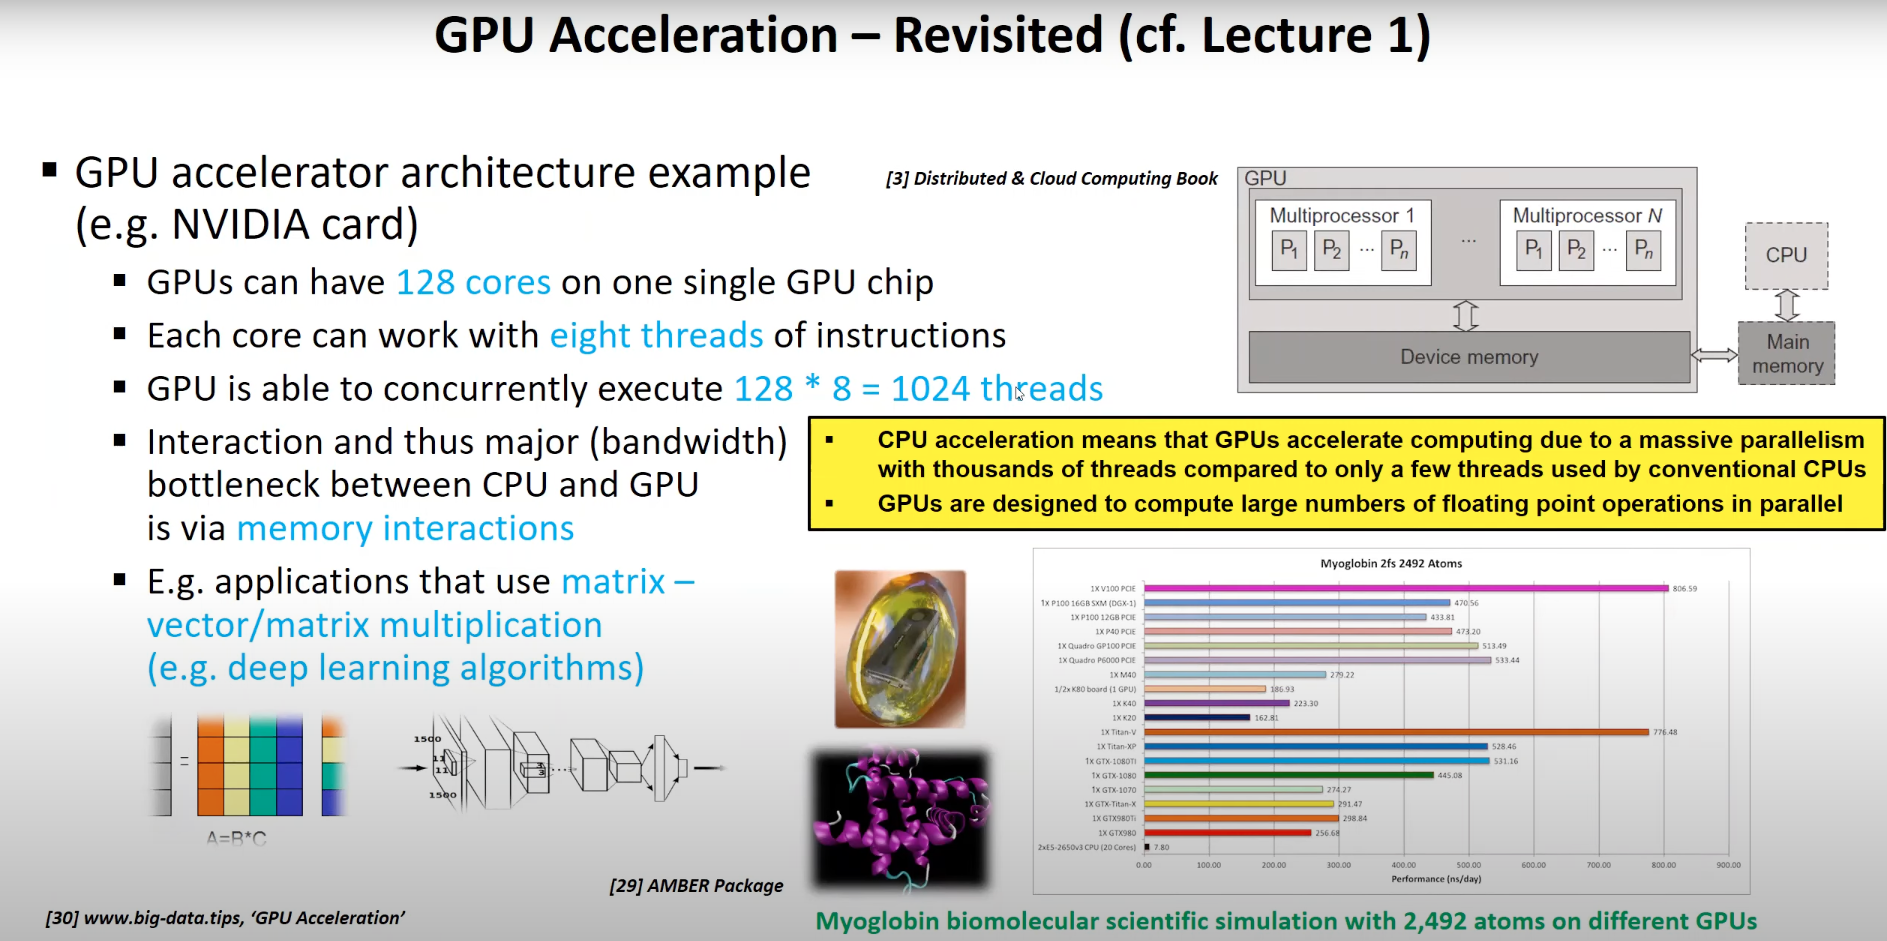 GPU Acceleration – Revisited (cf. Lecture 1)
▪ GPU accelerator architecture example
(e.g. NVIDIA card)
▪ GPUs can have 128 cores on one single GPU chip
▪ Each core can work with eight threads of instructions
▪ GPU is able to concurrently execute 128 * 8 = 1024 threads
▪ Interaction and thus major (bandwidth)
bottleneck between CPU and GPU
is via memory interactions
▪ E.g. applications that use matrix –
vector/matrix multiplication
(e.g. deep learning algorithms)
[3] Distributed & Cloud Computing Book
GPU
Multiprocessor 1
P1 P2 ... Pn
...
Multiprocessor N
P1 P2 ... Pn
Device memory
CPU
Main
memory
▪ CPU acceleration means that GPUs accelerate computing due to a massive parallelism
with thousands of threads compared to only a few threads used by conventional CPUs
▪ GPUs are designed to compute large numbers of floating point operations in parallel
=
A=B*C
1500
11
11
1500
3
...
Myoglobin 2fs 2492 Atoms
1X V100 PCIE 806.59
1X P100 16GB SXM (DGX-1) 470.56
1X P100 12GB PCIE 433.81
1X P40 PCIE 473.20
1X Quadro GP100 PCIE 513.49
1X Quadro P6000 PCIE 533.44
1X M40 279.22
1/2x K80 board (1 GPU) 186.93
1X K40 223.30
1X K20 162.81
1X Titan-V 776.48
1X Titan-XP 528.46
1X GTX-1080Ti 531.16
1X GTX-1080 445.08
1X GTX-1070 274.27
1X GTX-Titan-X 291.47
1X GTX980Ti 298.84
1X GTX980 256.68
2xE5-2650v3 CPU (20 Cores) 7.80
0.00 100.00 200.00 300.00 400.00 500.00 600.00 700.00 800.00 900.00
Performance (ns/day)
[29] AMBER Package
[30] www.big-data.tips, ‘GPU Acceleration’
Myoglobin biomolecular scientific simulation with 2,492 atoms on different GPUs